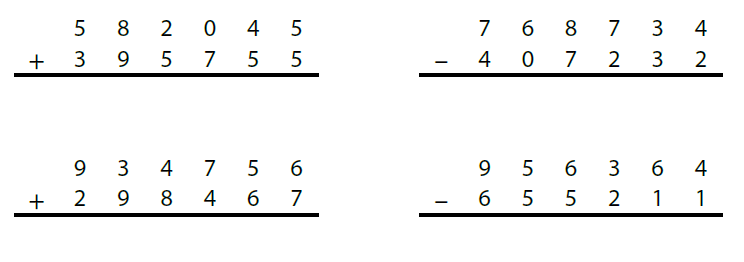 5 8 2 0 4 5
+ 3 9 5 7 5 5
7 6 8 7 3 4
– 4 0 7 2 3 2
9 3 4 7 5 6
+ 2 9 8 4 6 7
9 5 6 3 6 4
– 6 5 5 2 1 1